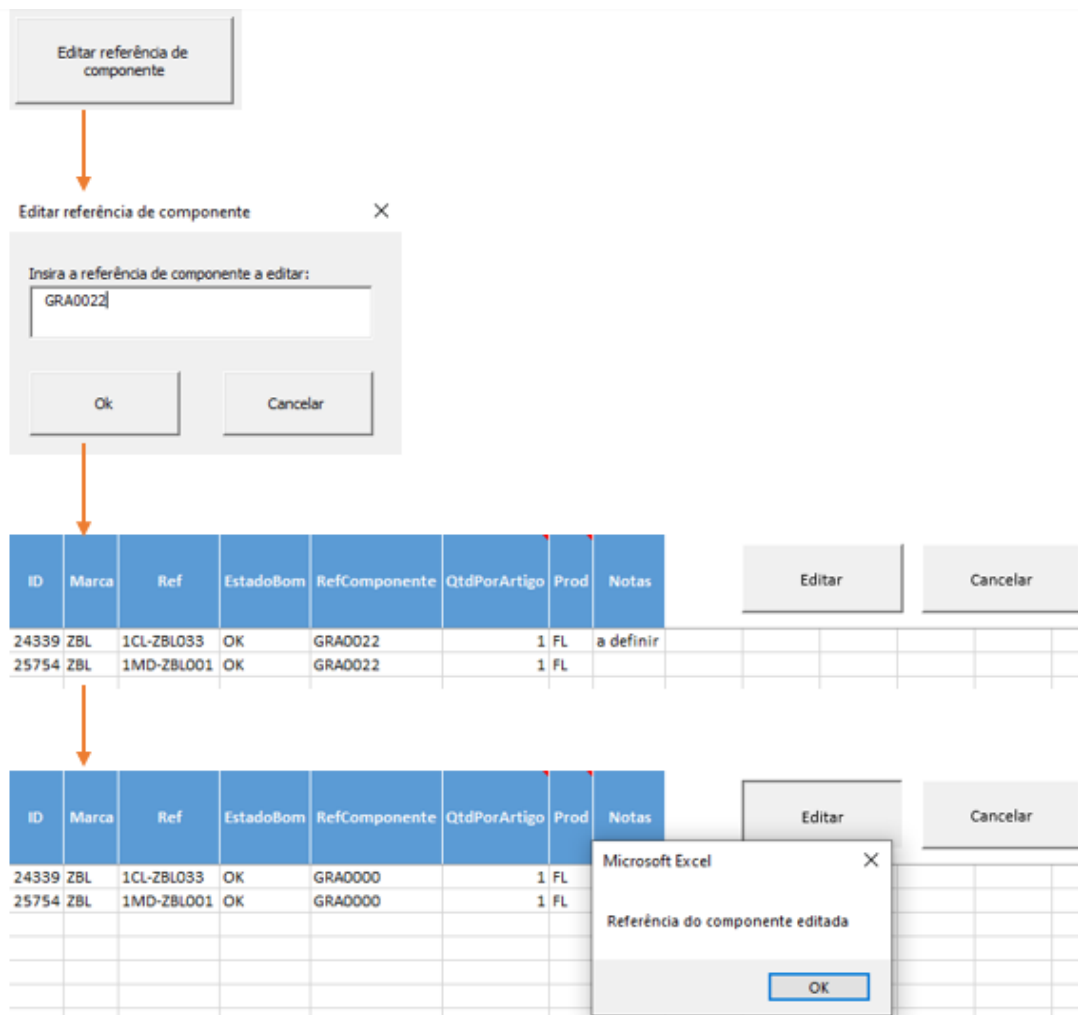 Editar referência de
componente
Editar referência de componente
Insira a referência de componente a editar:
GRA0022
Ok Cancelar
ID Marca Ref EstadoBom RefComponente QtdPorArtigo Prod Notas Editar Cancelar
24339 ZBL 1CL-ZBL033 OK GRA0022 1 FL a definir
25754 ZBL 1MD-ZBL001 OK GRA0022 1 FL
ID Marca Ref EstadoBom RefComponente QtdPorArtigo Prod Notas Editar Cancelar
Microsoft Excel
24339 ZBL 1CL-ZBL033 OK GRA0000 1 FL
25754 ZBL 1MD-ZBL001 OK GRA0000 1 FL
Referência do componente editada
OK